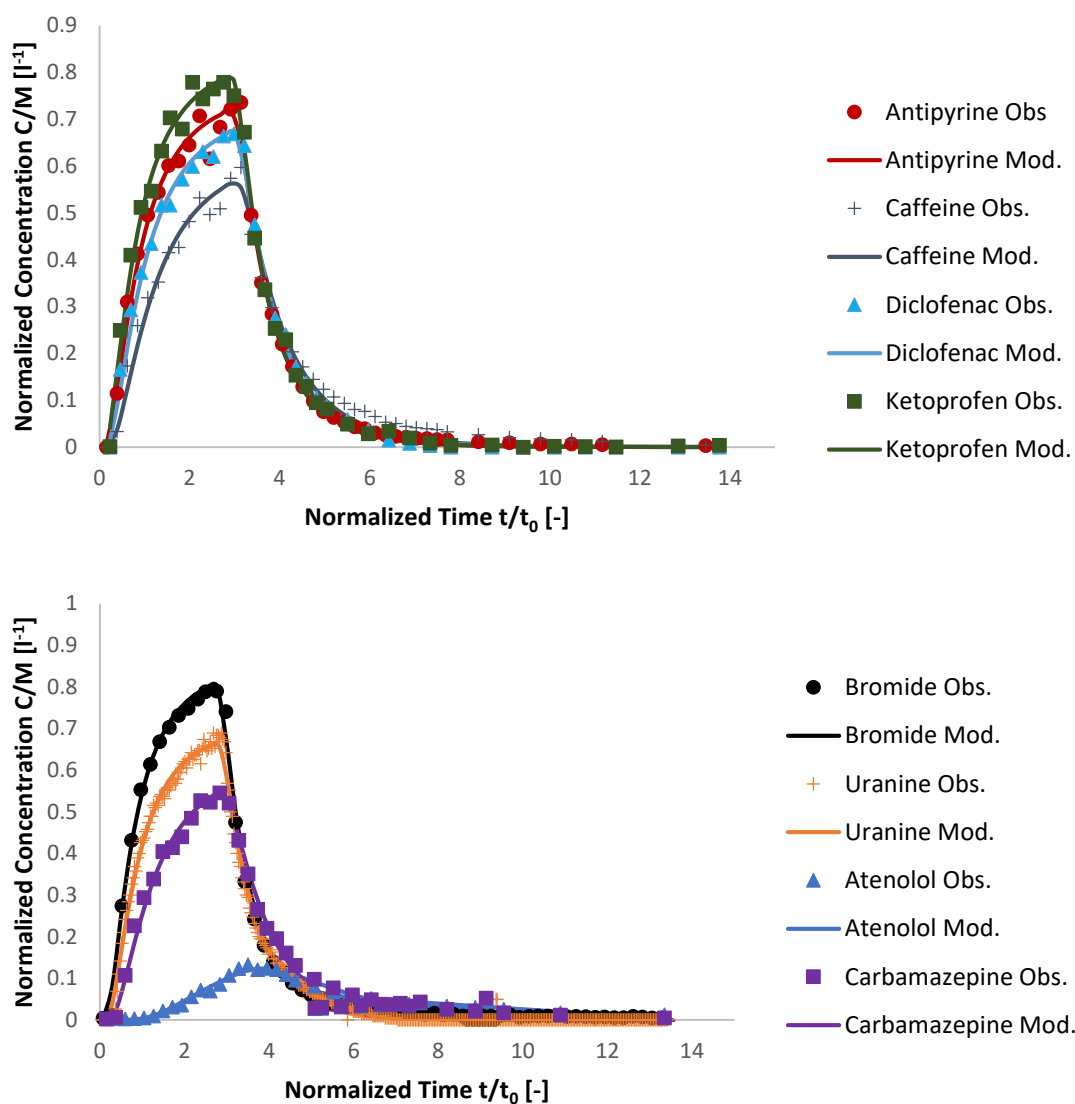 Normalized Concentration C/M [l⁻¹]
0.9
0.8
0.7
0.6
0.5
0.4
0.3
0.2
0.1
0
0 2 4 6 8 10 12 14
Normalized Time t/t₀ [-]
Antipyrine Obs
Antipyrine Mod.
Caffeine Obs.
Caffeine Mod.
Diclofenac Obs.
Diclofenac Mod.
Ketoprofen Obs.
Ketoprofen Mod.
Normalized Concentration C/M [l⁻¹]
1
0.9
0.8
0.7
0.6
0.5
0.4
0.3
0.2
0.1
0
0 2 4 6 8 10 12 14
Normalized Time t/t₀ [-]
Bromide Obs.
Bromide Mod.
Uranine Obs.
Uranine Mod.
Atenolol Obs.
Atenolol Mod.
Carbamazepine Obs.
Carbamazepine Mod.